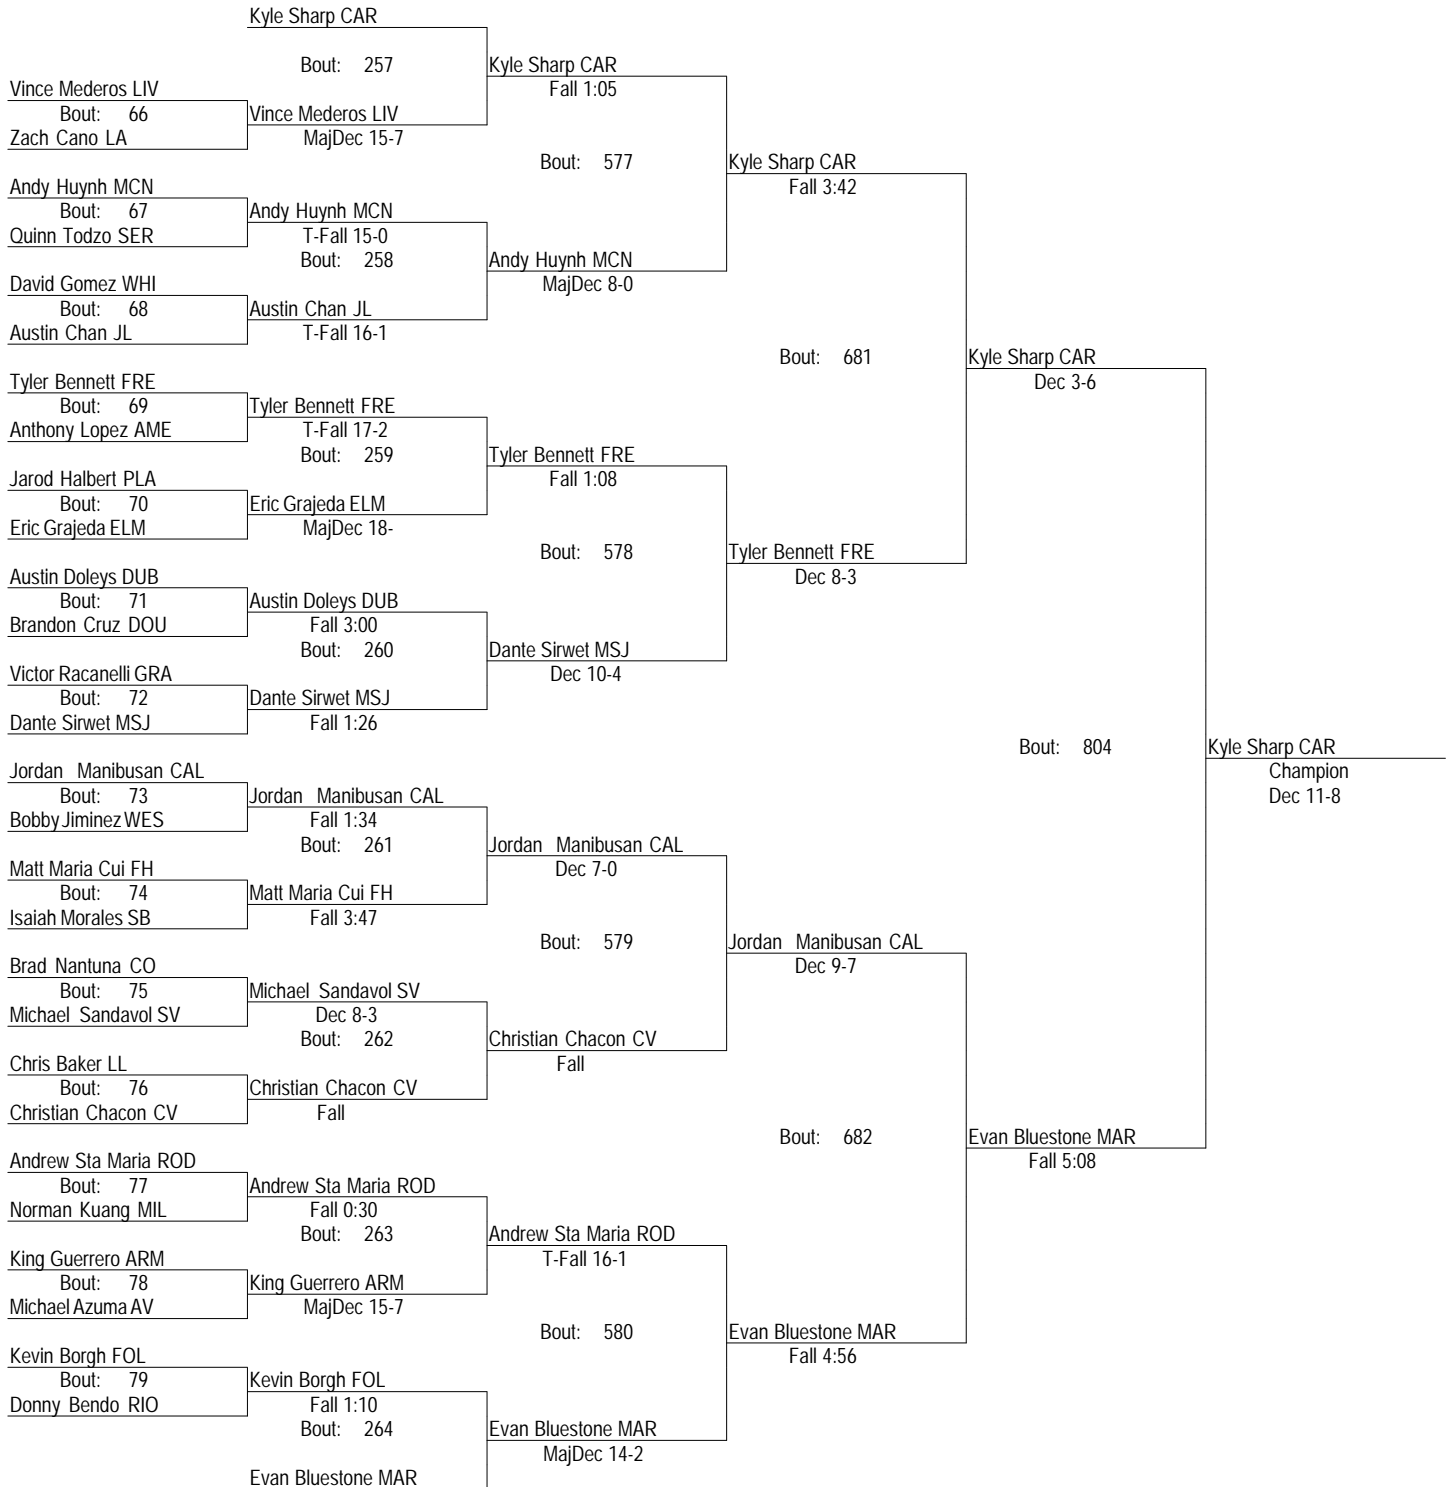 Kyle Sharp CAR
Bout: 257
Kyle Sharp CAR
Fall 1:05
Vince Mederos LIV
Bout: 66
Zach Cano LA
Vince Mederos LIV
MajDec 15-7
Bout: 577
Kyle Sharp CAR
Fall 3:42
Andy Huynh MCN
Bout: 67
Quinn Todzo SER
Andy Huynh MCN
T-Fall 15-0
Bout: 258
Andy Huynh MCN
MajDec 8-0
David Gomez WHI
Bout: 68
Austin Chan JL
Austin Chan JL
T-Fall 16-1
Bout: 681
Kyle Sharp CAR
Dec 3-6
Tyler Bennett FRE
Bout: 69
Anthony Lopez AME
Tyler Bennett FRE
T-Fall 17-2
Bout: 259
Tyler Bennett FRE
Fall 1:08
Jarod Halbert PLA
Bout: 70
Eric Grajeda ELM
Eric Grajeda ELM
MajDec 18-
Bout: 578
Tyler Bennett FRE
Dec 8-3
Austin Doleys DUB
Bout: 71
Brandon Cruz DOU
Austin Doleys DUB
Fall 3:00
Bout: 260
Dante Sirwet MSJ
Dec 10-4
Victor Racanelli GRA
Bout: 72
Dante Sirwet MSJ
Dante Sirwet MSJ
Fall 1:26
Bout: 804
Kyle Sharp CAR
Champion
Dec 11-8
Jordan Manibusan CAL
Bout: 73
Bobby Jiminez WES
Jordan Manibusan CAL
Fall 1:34
Bout: 261
Jordan Manibusan CAL
Dec 7-0
Matt Maria Cui FH
Bout: 74
Isaiah Morales SB
Matt Maria Cui FH
Fall 3:47
Bout: 579
Jordan Manibusan CAL
Dec 9-7
Brad Nantuna CO
Bout: 75
Michael Sandavol SV
Michael Sandavol SV
Dec 8-3
Bout: 262
Christian Chacon CV
Fall
Chris Baker LL
Bout: 76
Christian Chacon CV
Christian Chacon CV
Fall
Bout: 682
Evan Bluestone MAR
Fall 5:08
Andrew Sta Maria ROD
Bout: 77
Norman Kuang MIL
Andrew Sta Maria ROD
Fall 0:30
Bout: 263
Andrew Sta Maria ROD
T-Fall 16-1
King Guerrero ARM
Bout: 78
Michael Azuma AV
King Guerrero ARM
MajDec 15-7
Bout: 580
Evan Bluestone MAR
Fall 4:56
Kevin Borgh FOL
Bout: 79
Donny Bendo RIO
Kevin Borgh FOL
Fall 1:10
Bout: 264
Evan Bluestone MAR
MajDec 14-2
Evan Bluestone MAR